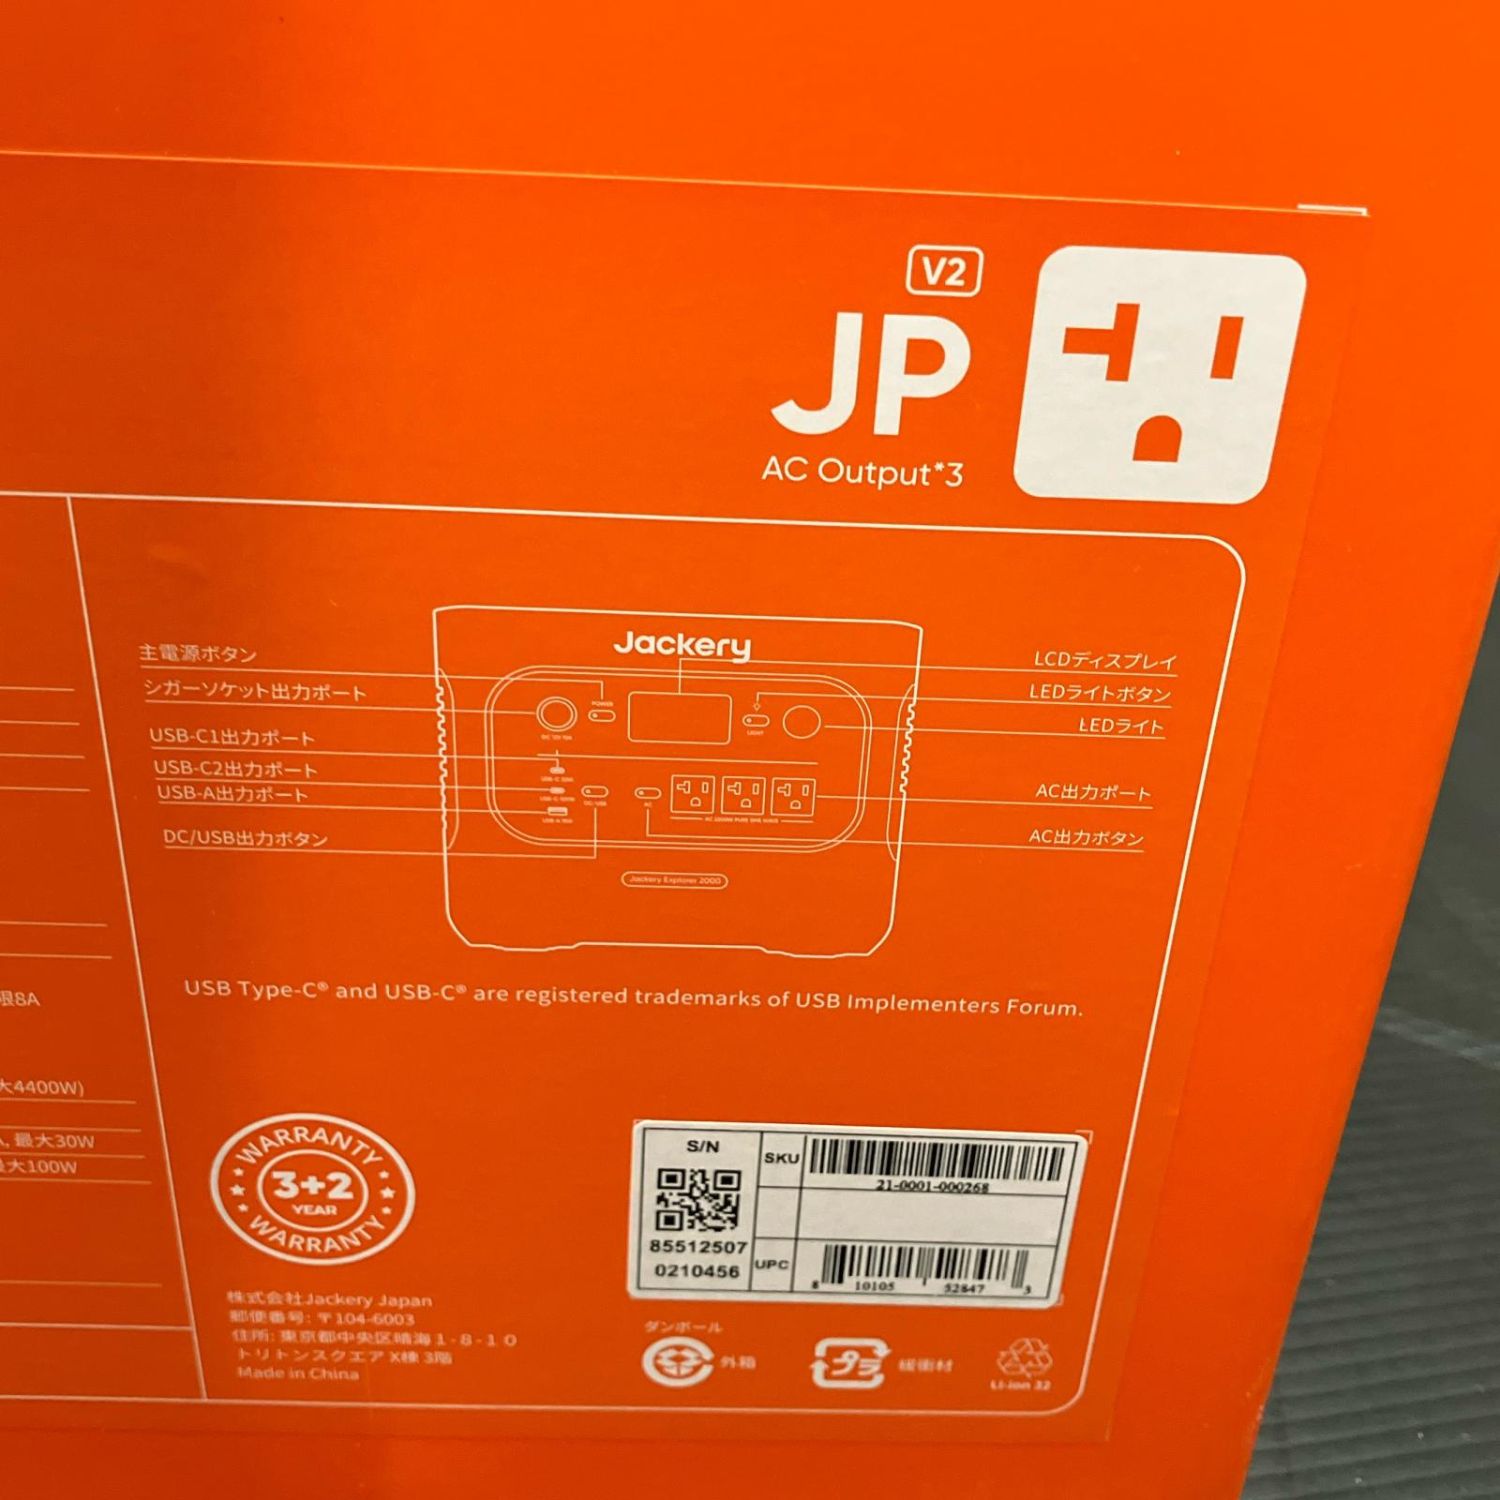 V2
JP
AC Output*3
Jackery
主電源ボタン
シガーソケット出力ポート
USB-C1出力ポート
USB-C2出力ポート
USB-A出力ポート
DC/USB出力ボタン
LCDディスプレイ
LEDライトボタン
LEDライト
AC出力ポート
AC出力ボタン
POWER
LIGHT
DC/USB
AC
Jackery Explorer 2000
USB Type-C® and USB-C® are registered trademarks of USB Implementers Forum.
限8A
大4400W)
A, 最大30W
最大100W
WARRANTY
3+2
YEAR
WARRANTY
S/N
85512507
0210456
SKU
21-0001-000268
UPC
8 10105 52847 3
株式会社Jackery Japan
郵便番号: 〒104-6003
住所: 東京都中央区晴海1-8-10
トリトンスクエア X棟 3階
Made in China
ダンボール
外箱
プラ
緩衝材
Li-ion 32